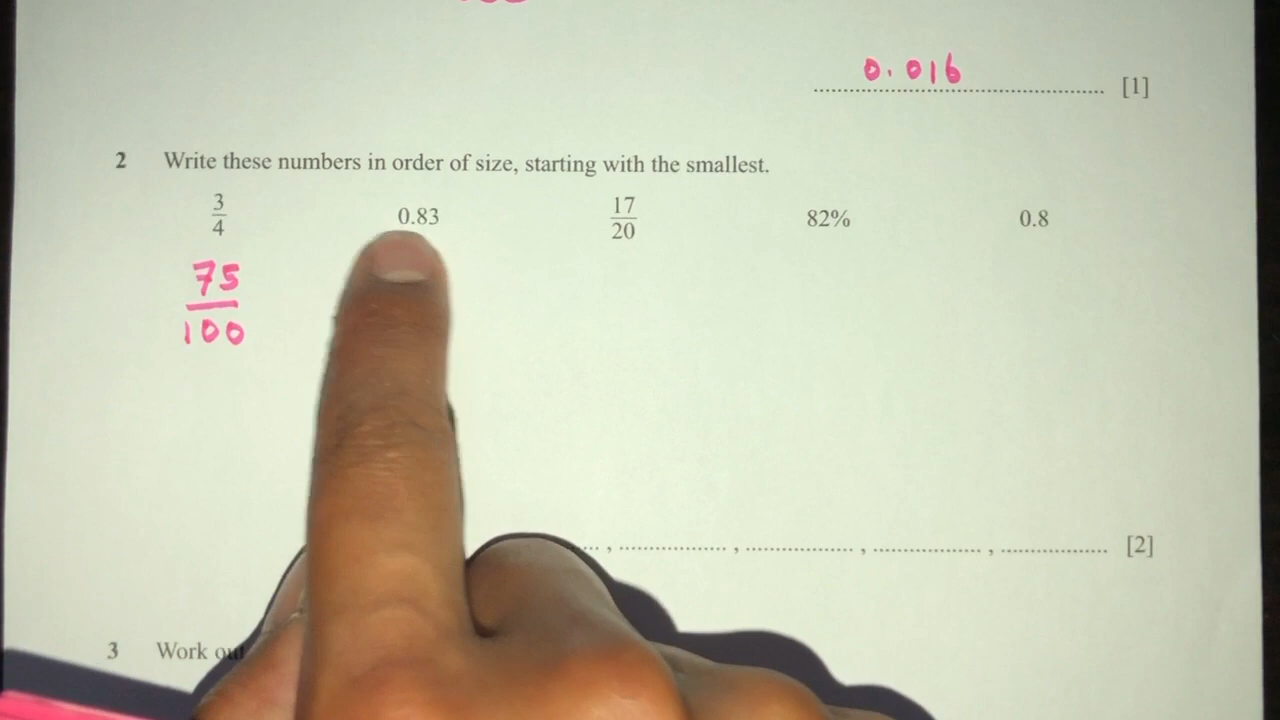 0.016
[1]
2 Write these numbers in order of size, starting with the smallest.
3/4 0.83 17/20 82% 0.8
75/100
.... , .................. , .................. , .................. , .................. [2]
3 Work out